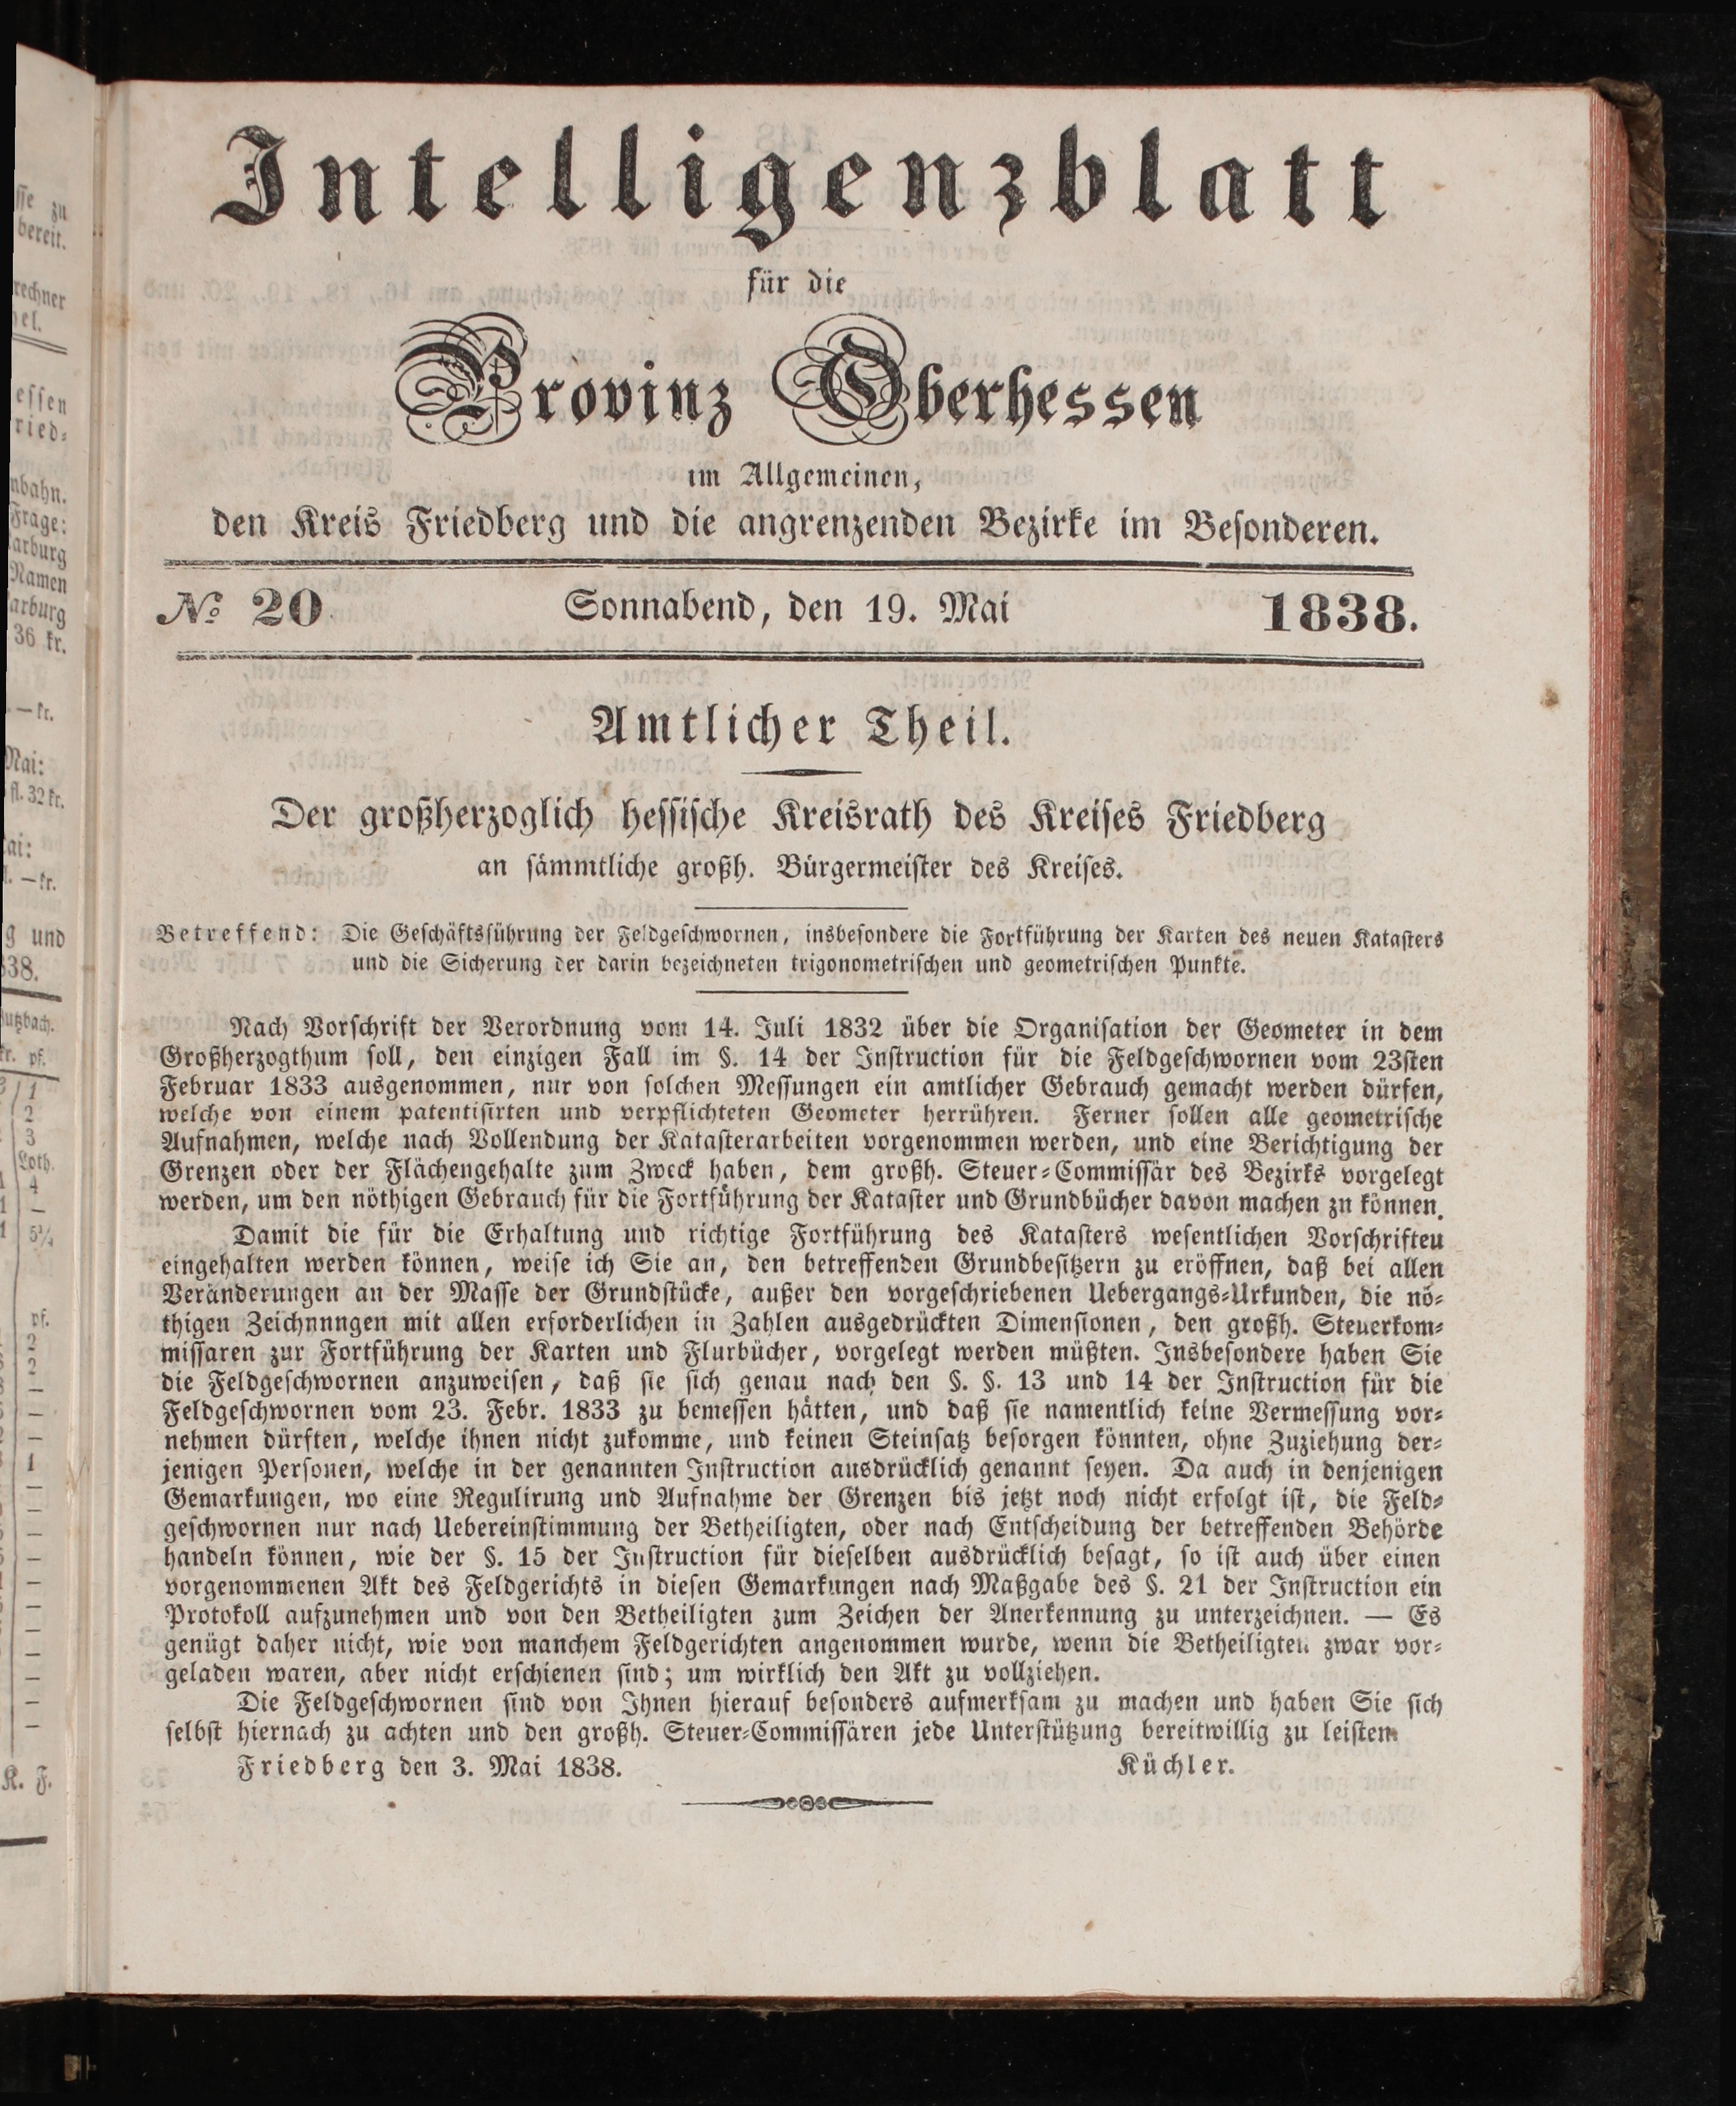 Intelligenzblatt
für die
Provinz Oberhessen
im Allgemeinen,
den Kreis Friedberg und die angrenzenden Bezirke im Besonderen.
№ 20
Sonnabend, den 19. Mai
1838.
Amtlicher Theil.
Der großherzoglich hessische Kreisrath des Kreises Friedberg
an sämmtliche großh. Bürgermeister des Kreises.
Betreffend: Die Geschäftsführung der Feldgeschwornen, insbesondere die Fortführung der Karten des neuen Katasters
und die Sicherung der darin bezeichneten trigonometrischen und geometrischen Punkte.
Nach Vorschrift der Verordnung vom 14. Juli 1832 über die Organisation der Geometer in dem
Großherzogthum soll, den einzigen Fall im §. 14 der Instruction für die Feldgeschwornen vom 23sten
Februar 1833 ausgenommen, nur von solchen Messungen ein amtlicher Gebrauch gemacht werden dürfen,
welche von einem patentisirten und verpflichteten Geometer herrühren. Ferner sollen alle geometrische
Aufnahmen, welche nach Vollendung der Katasterarbeiten vorgenommen werden, und eine Berichtigung der
Grenzen oder der Flächengehalte zum Zweck haben, dem großh. Steuer-Commissär des Bezirks vorgelegt
werden, um den nöthigen Gebrauch für die Fortführung der Kataster und Grundbücher davon machen zu können.
Damit die für die Erhaltung und richtige Fortführung des Katasters wesentlichen Vorschrifteu
eingehalten werden können, weise ich Sie an, den betreffenden Grundbesitzern zu eröffnen, daß bei allen
Veränderungen an der Masse der Grundstücke, außer den vorgeschriebenen Uebergangs-Urkunden, die nö-
thigen Zeichnnngen mit allen erforderlichen in Zahlen ausgedrückten Dimensionen, den großh. Steuerkom-
missaren zur Fortführung der Karten und Flurbücher, vorgelegt werden müßten. Insbesondere haben Sie
die Feldgeschwornen anzuweisen, daß sie sich genau nach den §. §. 13 und 14 der Instruction für die
Feldgeschwornen vom 23. Febr. 1833 zu bemessen hätten, und daß sie namentlich keine Vermessung vor-
nehmen dürften, welche ihnen nicht zukomme, und keinen Steinsatz besorgen könnten, ohne Zuziehung der-
jenigen Personen, welche in der genannten Instruction ausdrücklich genannt seyen. Da auch in denjenigen
Gemarkungen, wo eine Regulirung und Aufnahme der Grenzen bis jetzt noch nicht erfolgt ist, die Feld-
geschwornen nur nach Uebereinstimmung der Betheiligten, oder nach Entscheidung der betreffenden Behörde
handeln können, wie der §. 15 der Instruction für dieselben ausdrücklich besagt, so ist auch über einen
vorgenommenen Akt des Feldgerichts in diesen Gemarkungen nach Maßgabe des §. 21 der Instruction ein
Protokoll aufzunehmen und von den Betheiligten zum Zeichen der Anerkennung zu unterzeichnen. — Es
genügt daher nicht, wie von manchem Feldgerichten angenommen wurde, wenn die Betheiligten zwar vor-
geladen waren, aber nicht erschienen sind; um wirklich den Akt zu vollziehen.
Die Feldgeschwornen sind von Ihnen hierauf besonders aufmerksam zu machen und haben Sie sich
selbst hiernach zu achten und den großh. Steuer-Commissären jede Unterstützung bereitwillig zu leisten
Friedberg den 3. Mai 1838.
Küchler.